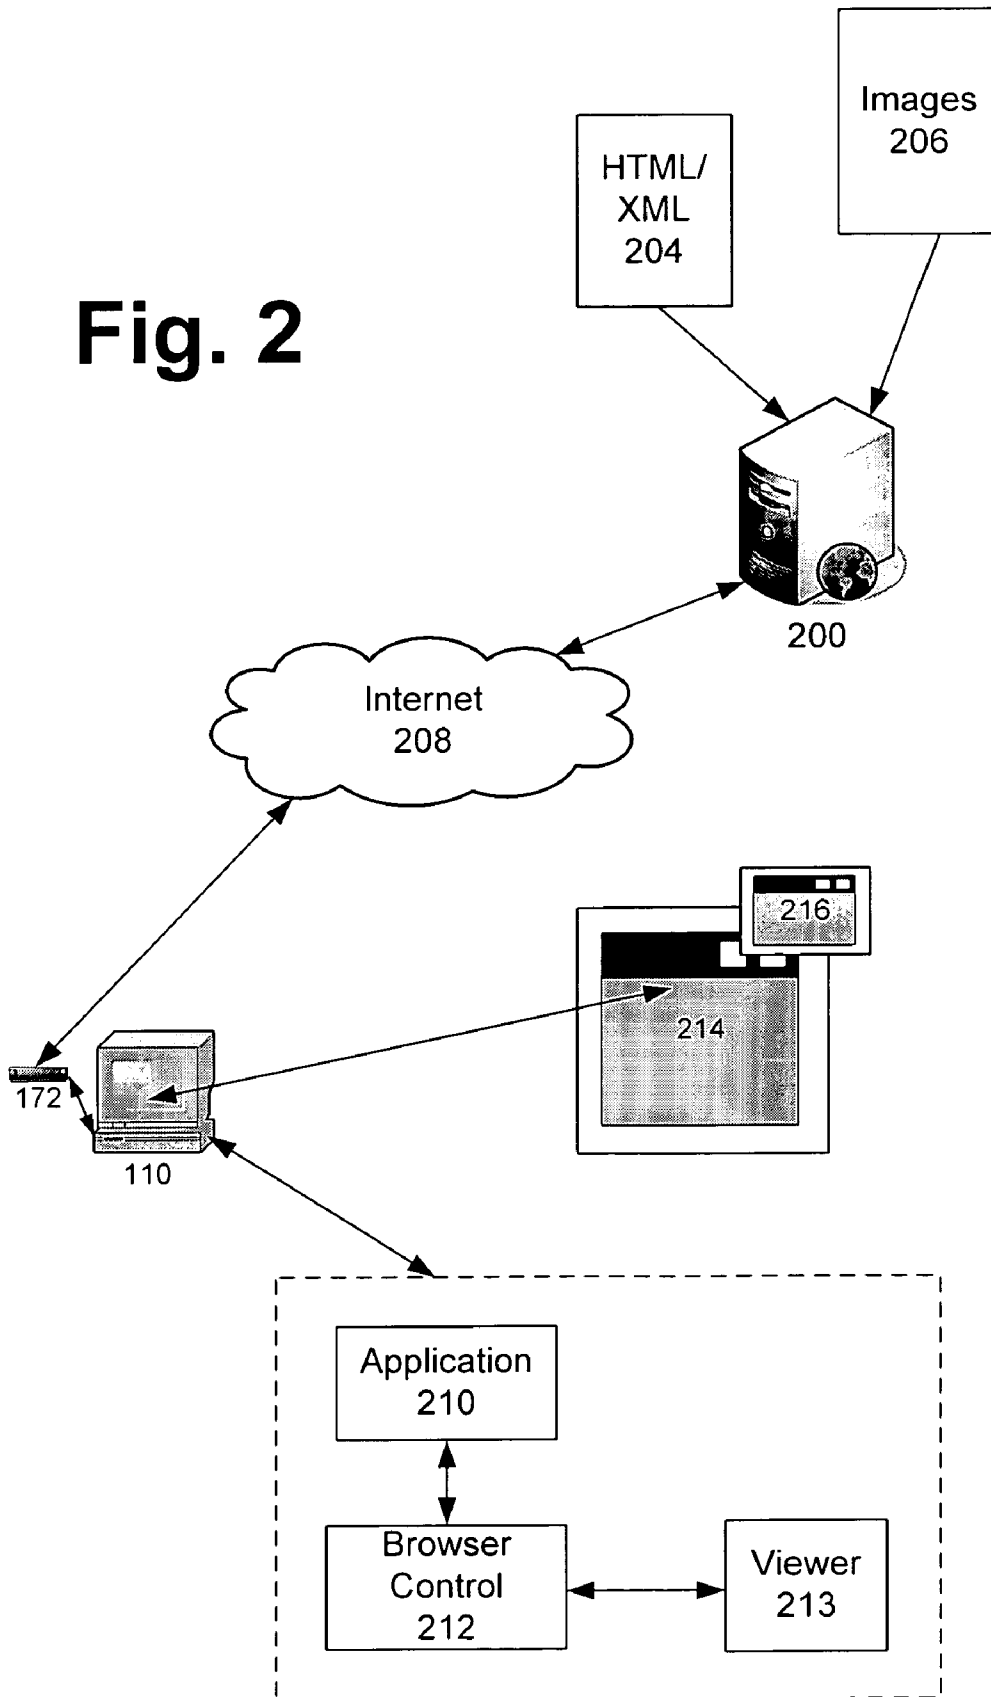 Images
206
HTML/
XML
204
Fig. 2
200
Internet
208
216
214
172
110
Application
210
Browser
Control
212
Viewer
213